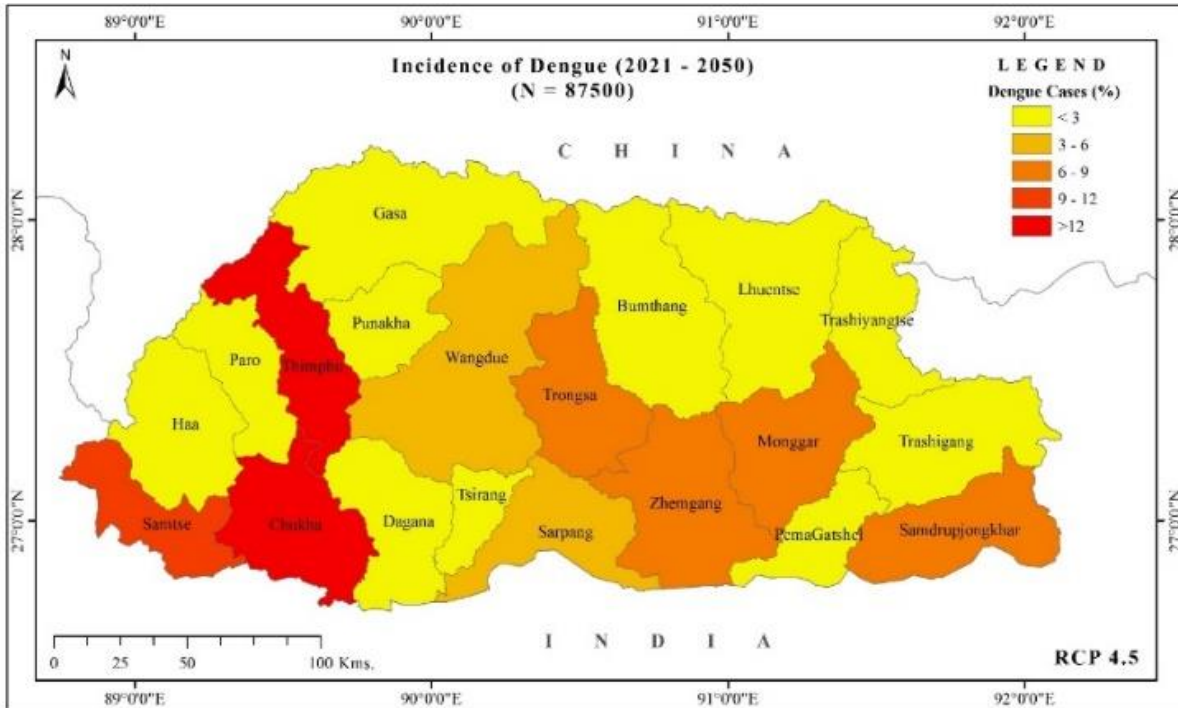 89°0'0"E 90°0'0"E 91°0'0"E 92°0'0"E
N
Incidence of Dengue (2021 - 2050)
(N = 87500)
LEGEND
Dengue Cases (%)
< 3
3 - 6
6 - 9
9 - 12
>12
CHINA
28°0'0"N
28°0'0"N
Gasa
Punakha
Bumthang
Lhuentse
Trashiyangtse
Paro
Thimphu
Wangdue
Trongsa
Haa
Monggar
Trashigang
Tsirang
Zhemgang
27°0'0"N
Samtse
Chukha
Dagana
Sarpang
PemaGatshel
Samdrupjongkhar
27°0'0"N
INDIA
0 25 50 100 Kms.
RCP 4.5
89°0'0"E 90°0'0"E 91°0'0"E 92°0'0"E